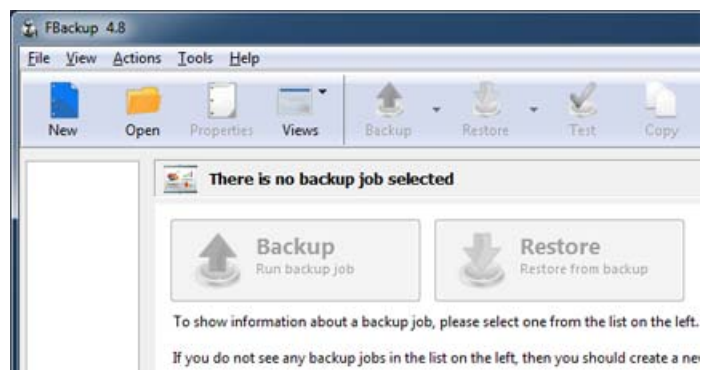 FBackup 4.8
File View Actions Tools Help
New Open Properties Views Backup Restore Test Copy
There is no backup job selected
Backup Restore
Run backup job Restore from backup
To show information about a backup job, please select one from the list on the left.
If you do not see any backup jobs in the list on the left, then you should create a ne